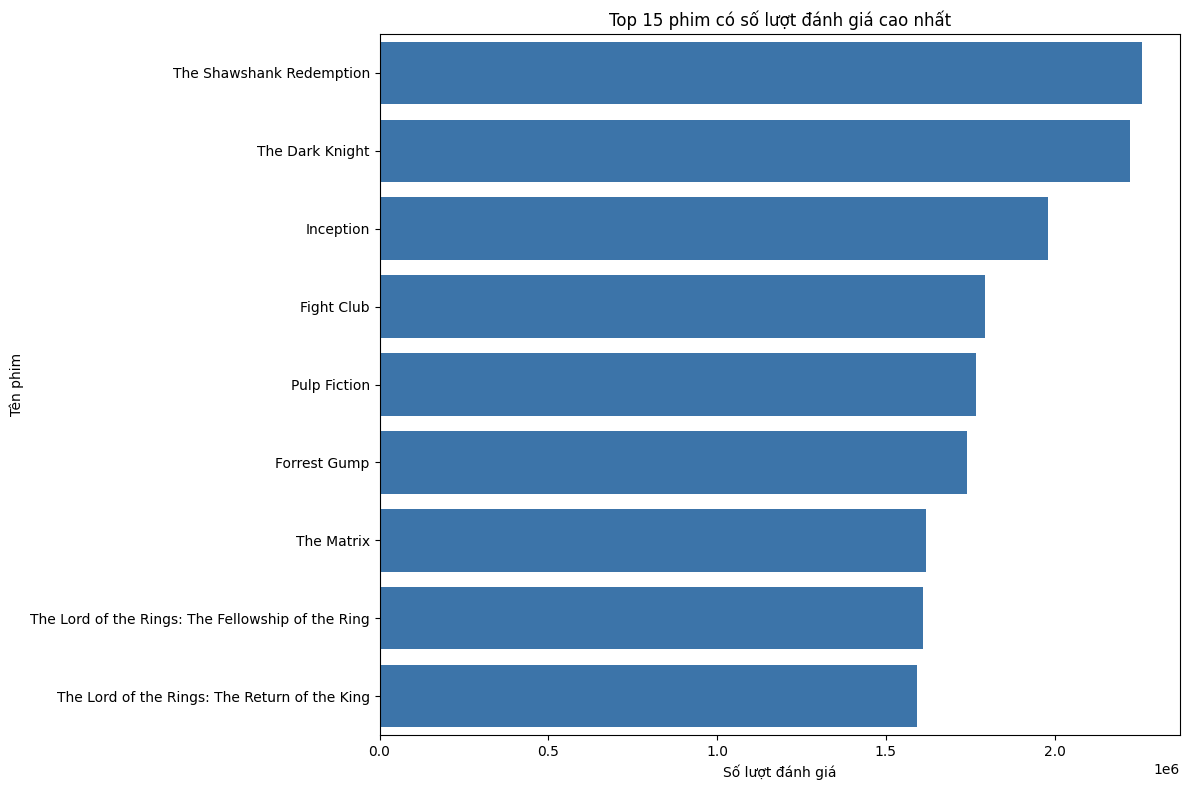 Top 15 phim có số lượt đánh giá cao nhất
The Shawshank Redemption
The Dark Knight
Inception
Fight Club
Pulp Fiction
Forrest Gump
The Matrix
The Lord of the Rings: The Fellowship of the Ring
The Lord of the Rings: The Return of the King
Tên phim
0.0 0.5 1.0 1.5 2.0
1e6
Số lượt đánh giá